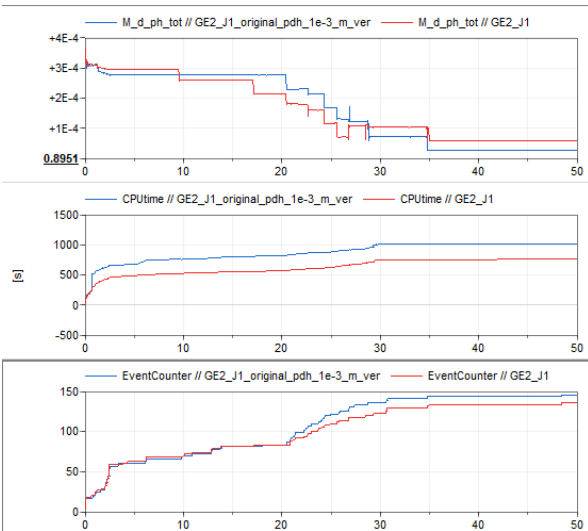 M_d_ph_tot // GE2_J1_original_pdh_1e-3_m_ver M_d_ph_tot // GE2_J1
+4E-4
+3E-4
+2E-4
+1E-4
0.8951
0 10 20 30 40 50
CPUtime // GE2_J1_original_pdh_1e-3_m_ver CPUtime // GE2_J1
1500
1000
500
0
-500
[s]
0 10 20 30 40 50
EventCounter // GE2_J1_original_pdh_1e-3_m_ver EventCounter // GE2_J1
150
100
50
0
0 10 20 30 40 50